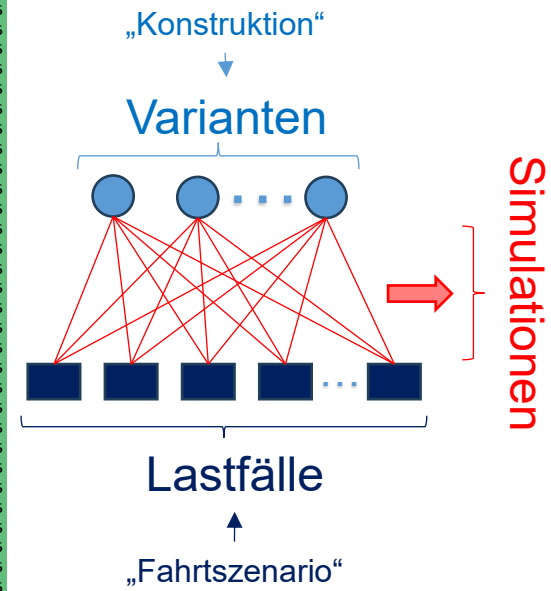 „Konstruktion“
Varianten
Simulationen
Lastfälle
„Fahrtszenario“